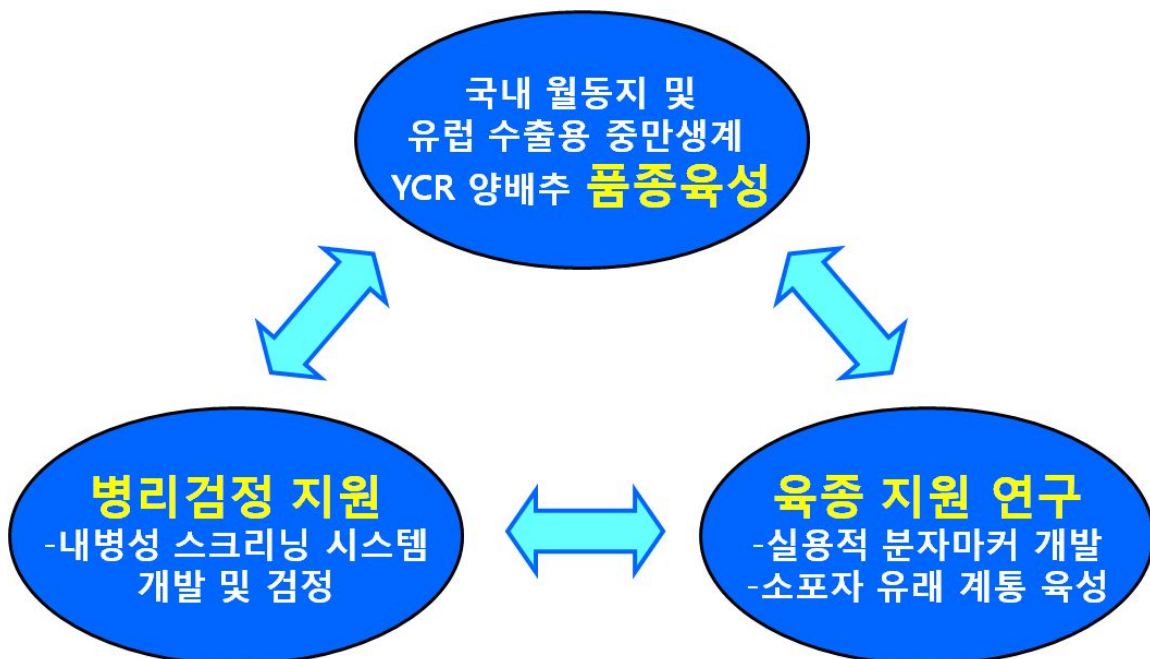 국내 월동지 및
유럽 수출용 중만생계
YCR 양배추 품종육성
병리검정 지원
-내병성 스크리닝 시스템
개발 및 검정
육종 지원 연구
-실용적 분자마커 개발
-소포자 유래 계통 육성